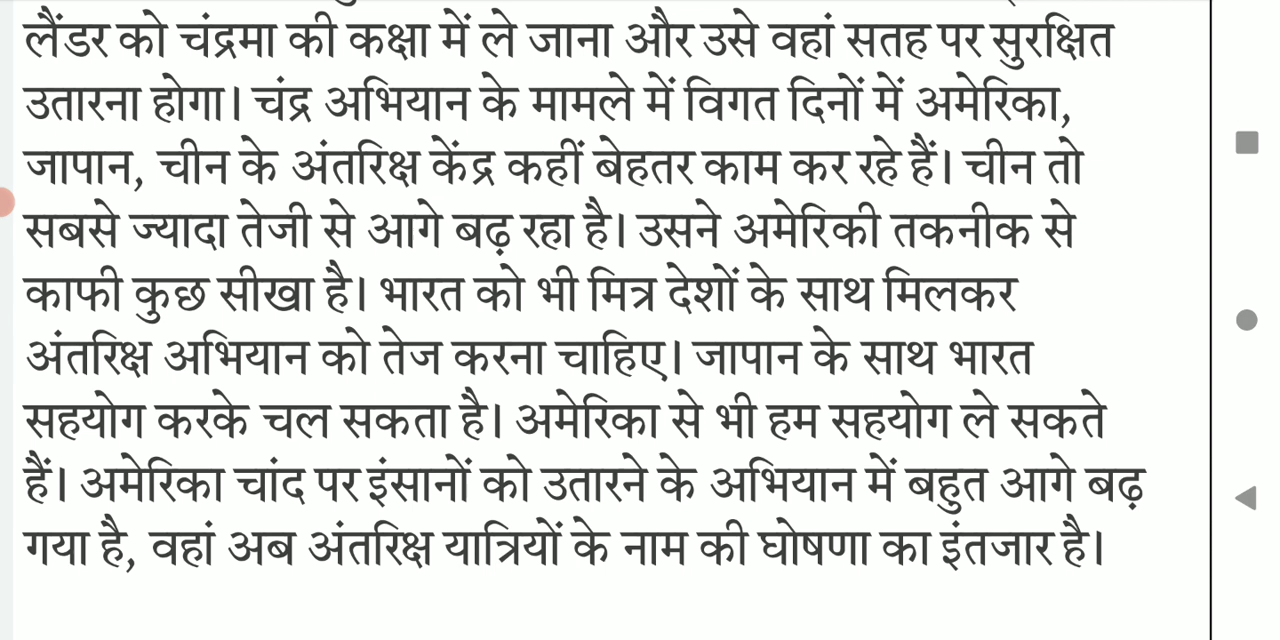 लैंडर को चंद्रमा की कक्षा में ले जाना और उसे वहां सतह पर सुरक्षित
उतारना होगा। चंद्र अभियान के मामले में विगत दिनों में अमेरिका,
जापान, चीन के अंतरिक्ष केंद्र कहीं बेहतर काम कर रहे हैं। चीन तो
सबसे ज्यादा तेजी से आगे बढ़ रहा है। उसने अमेरिकी तकनीक से
काफी कुछ सीखा है। भारत को भी मित्र देशों के साथ मिलकर
अंतरिक्ष अभियान को तेज करना चाहिए। जापान के साथ भारत
सहयोग करके चल सकता है। अमेरिका से भी हम सहयोग ले सकते
हैं। अमेरिका चांद पर इंसानों को उतारने के अभियान में बहुत आगे बढ़
गया है, वहां अब अंतरिक्ष यात्रियों के नाम की घोषणा का इंतजार है।